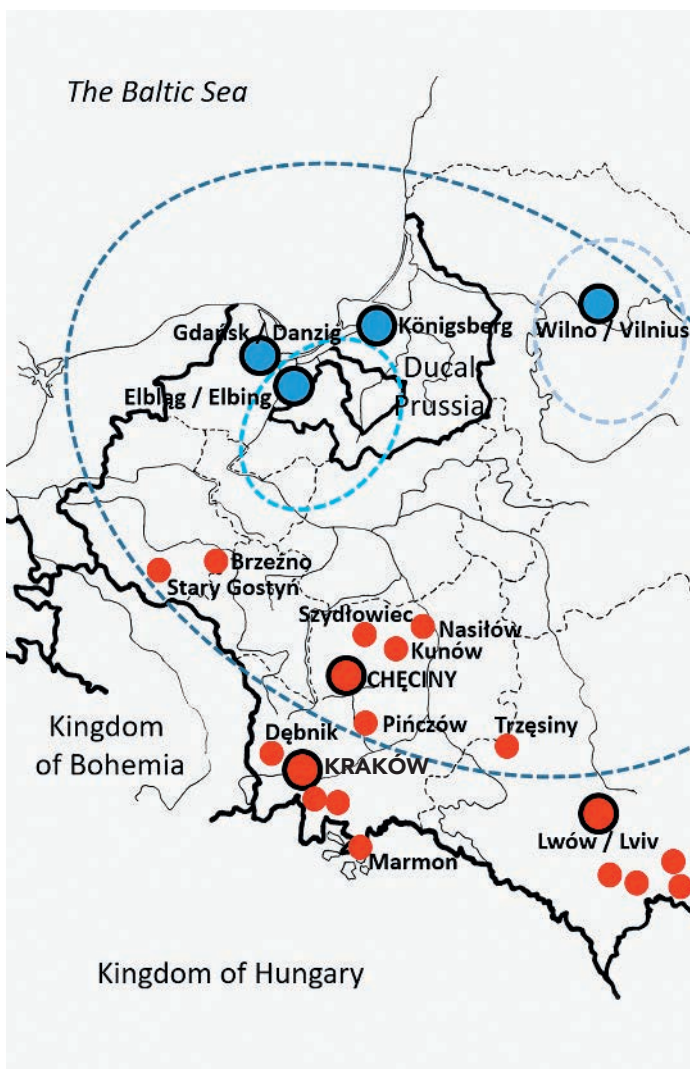 The Baltic Sea
Gdańsk / Danzig
Königsberg
Wilno / Vilnius
Elbląg / Elbing
Ducal
Prussia
Brzeźno
Stary Gostyń
Szydłowiec
Nasiłów
Kunów
CHĘCINY
Kingdom
of Bohemia
Dębnik
Pińczów
Trzęsiny
KRAKÓW
Lwów / Lviv
Marmon
Kingdom of Hungary